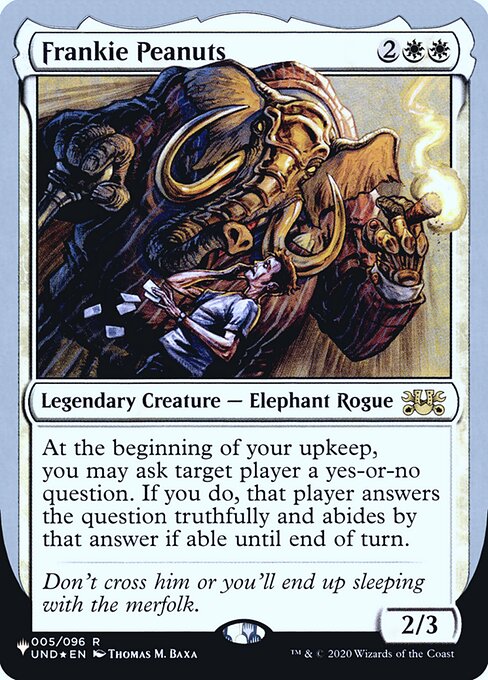 Frankie Peanuts 2
Legendary Creature — Elephant Rogue
At the beginning of your upkeep,
you may ask target player a yes-or-no
question. If you do, that player answers
the question truthfully and abides by
that answer if able until end of turn.
Don't cross him or you'll end up sleeping
with the merfolk.
2/3
005/096 R
UND★EN Thomas M. Baxa
™ & © 2020 Wizards of the Coast